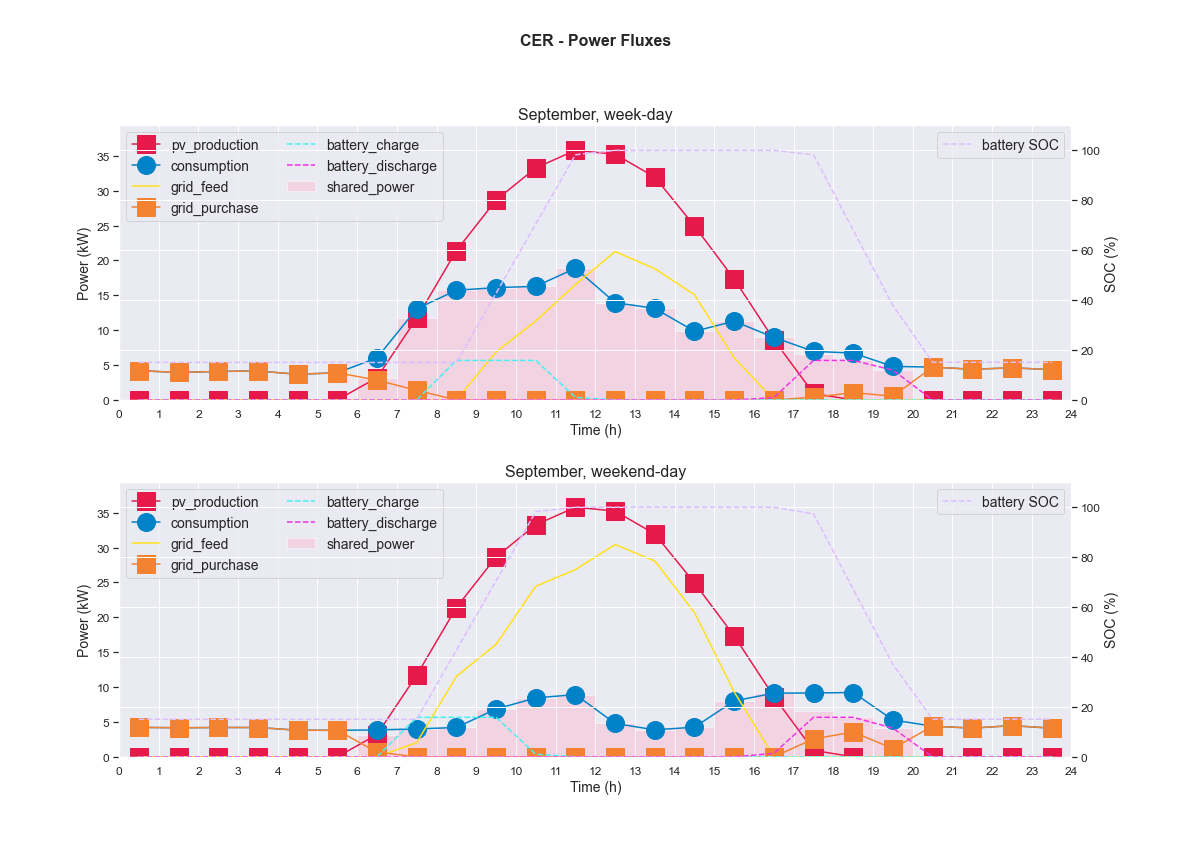 CER - Power Fluxes
September, week-day
pv_production
consumption
grid_feed
grid_purchase
battery_charge
battery_discharge
shared_power
battery SOC
Power (kW)
35
30
25
20
15
10
5
0
100
80
60
40
20
0
SOC (%)
0 1 2 3 4 5 6 7 8 9 10 11 12 13 14 15 16 17 18 19 20 21 22 23 24
Time (h)
September, weekend-day
pv_production
consumption
grid_feed
grid_purchase
battery_charge
battery_discharge
shared_power
battery SOC
Power (kW)
35
30
25
20
15
10
5
0
100
80
60
40
20
0
SOC (%)
0 1 2 3 4 5 6 7 8 9 10 11 12 13 14 15 16 17 18 19 20 21 22 23 24
Time (h)